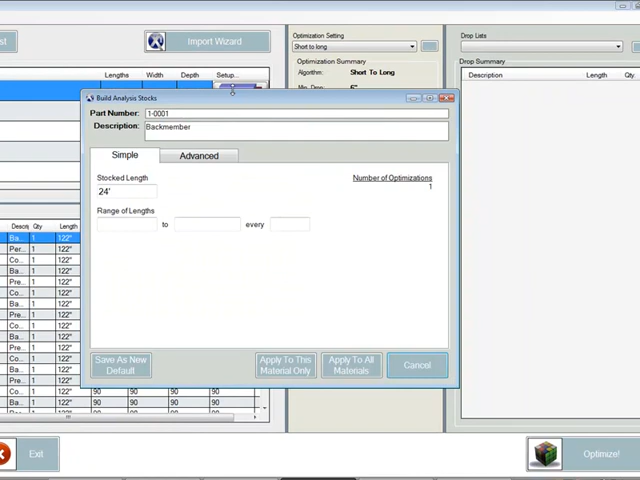 st
Import Wizard
Optimization Setting
Short to long
Optimization Summary
Algorithm: Short To Long
Min. Drop: 6"
Drop Lists
Drop Summary
Description Length Qty
Lengths Width Depth Setup...
Build Analysis Stocks
Part Number: 1-0001
Description: Backmember
Simple Advanced
Stocked Length
24'
Number of Optimizations
1
Range of Lengths
to every
Save As New Default
Apply To This Material Only
Apply To All Materials
Cancel
Descrip Qty Length
Ba... 1 122"
Per... 1 122"
Co... 1 122"
Ba... 1 122"
Pre... 1 122"
Co... 1 122"
Ba... 1 122"
Pre... 1 122"
Co... 1 122"
Ba... 1 122"
Pre... 1 122"
Co... 1 122"
Ba... 1 122"
Pre... 1 122"
Co... 1 122" 90 90 90 90
Ba... 1 122" 90 90 90 90
Exit
Optimize!